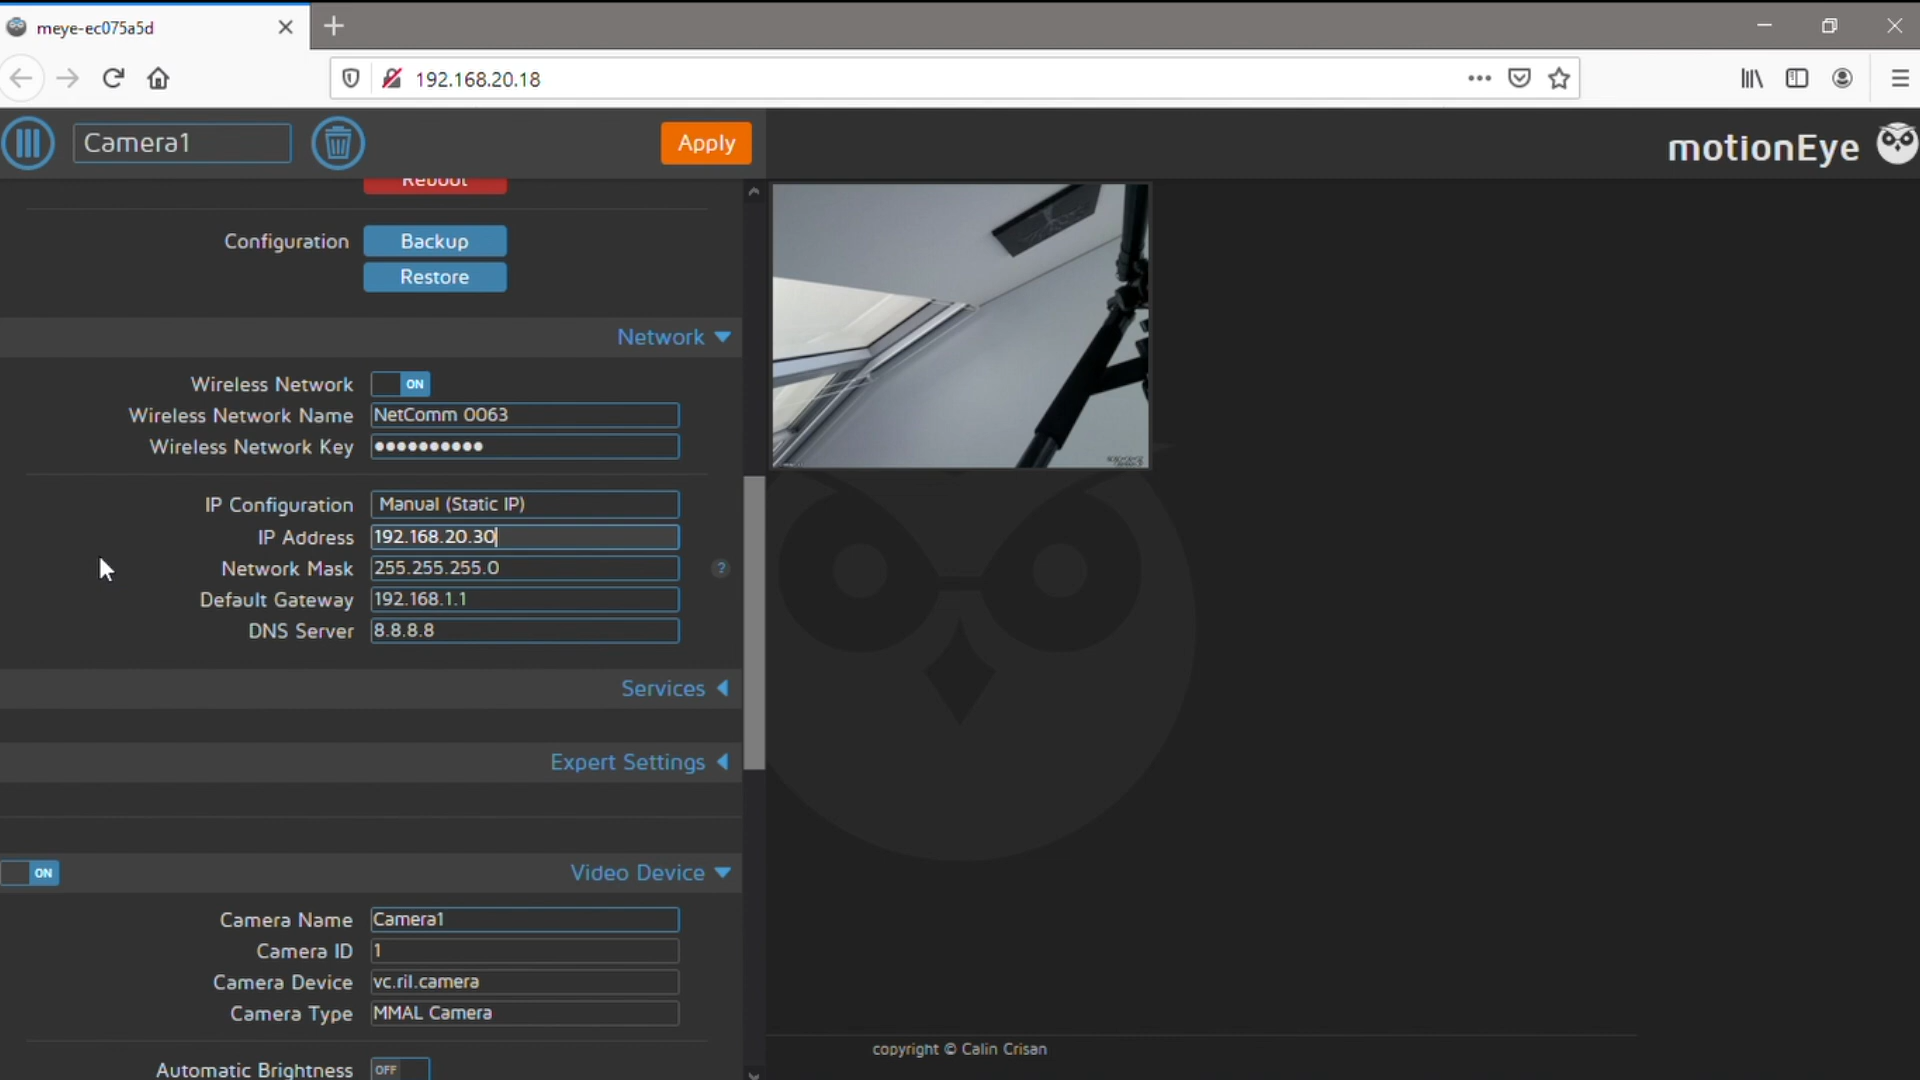 meye-ec075a5d
192.168.20.18
Camera1
Apply
motionEye
Reboot
Configuration
Backup
Restore
Network
Wireless Network
ON
Wireless Network Name
NetComm 0063
Wireless Network Key
●●●●●●●●●●
IP Configuration
Manual (Static IP)
IP Address
192.168.20.30
Network Mask
255.255.255.0
?
Default Gateway
192.168.1.1
DNS Server
8.8.8.8
Services
Expert Settings
ON
Video Device
Camera Name
Camera1
Camera ID
1
Camera Device
vc.ril.camera
Camera Type
MMAL Camera
copyright © Calin Crisan
Automatic Brightness
OFF